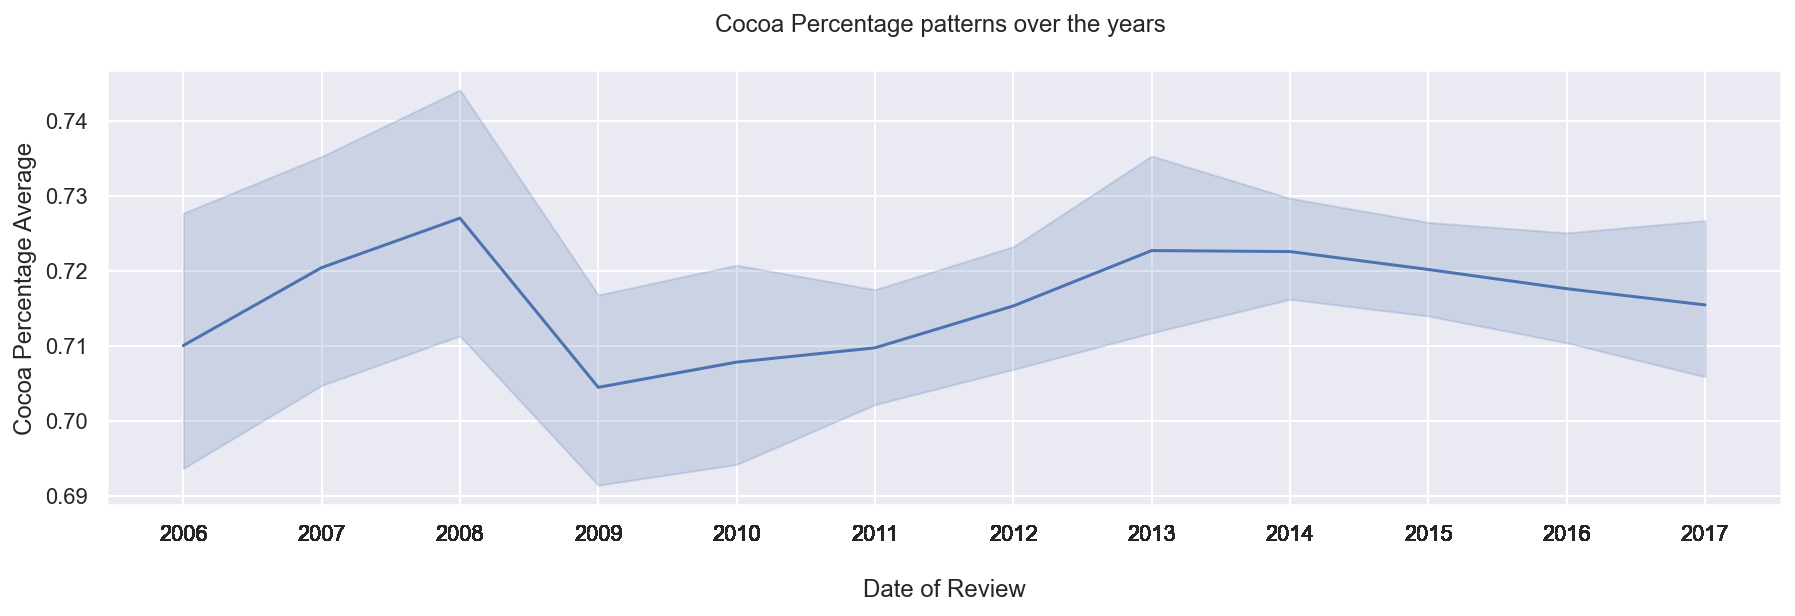 Cocoa Percentage patterns over the years
Cocoa Percentage Average
0.74
0.73
0.72
0.71
0.70
0.69
2006 2007 2008 2009 2010 2011 2012 2013 2014 2015 2016 2017
Date of Review